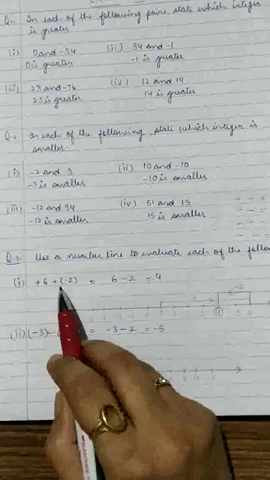 Q.1. In each of the following pairs, state which integer
is greater
(i) 0 and -34
0 is greater
(ii) 34 and -1
-1 is greater
(iii) 23 and -76
23 is greater
(iv) 12 and 14
14 is greater
Q.2. In each of the following, state which integer is
smaller-
(i) -2 and 3
-3 is smaller
(ii) 10 and -10
-10 is smaller
(iii) -12 and 34
-12 is smaller
(iv) 51 and 15
15 is smaller
Q.3. Use a number line to evaluate each of the follow
(i) +6 + (-2) = 6 - 2 = 4
(ii) (-3) = -3 - 2 = -5